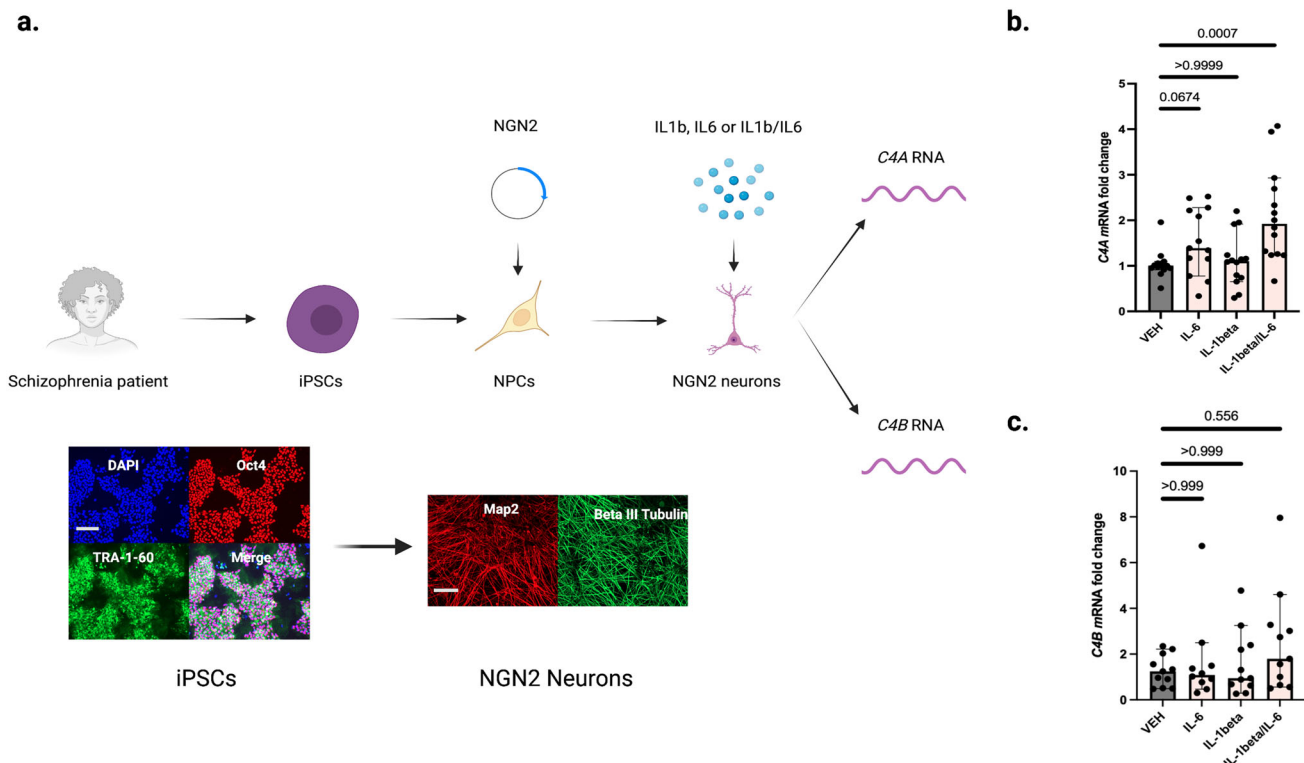 a.
NGN2
IL1b, IL6 or IL1b/IL6
C4A RNA
Schizophrenia patient
iPSCs
NPCs
NGN2 neurons
C4B RNA
DAPI
Oct4
TRA-1-60
Merge
Map2
Beta III Tubulin
iPSCs
NGN2 Neurons
b.
0.0007
>0.9999
0.0674
C4A mRNA fold change
5
4
3
2
1
0
VEH
IL-6
IL-1beta
IL-1beta/IL-6
c.
0.556
>0.999
>0.999
C4B mRNA fold change
10
8
6
4
2
0
VEH
IL-6
IL-1beta
IL-1beta/IL-6